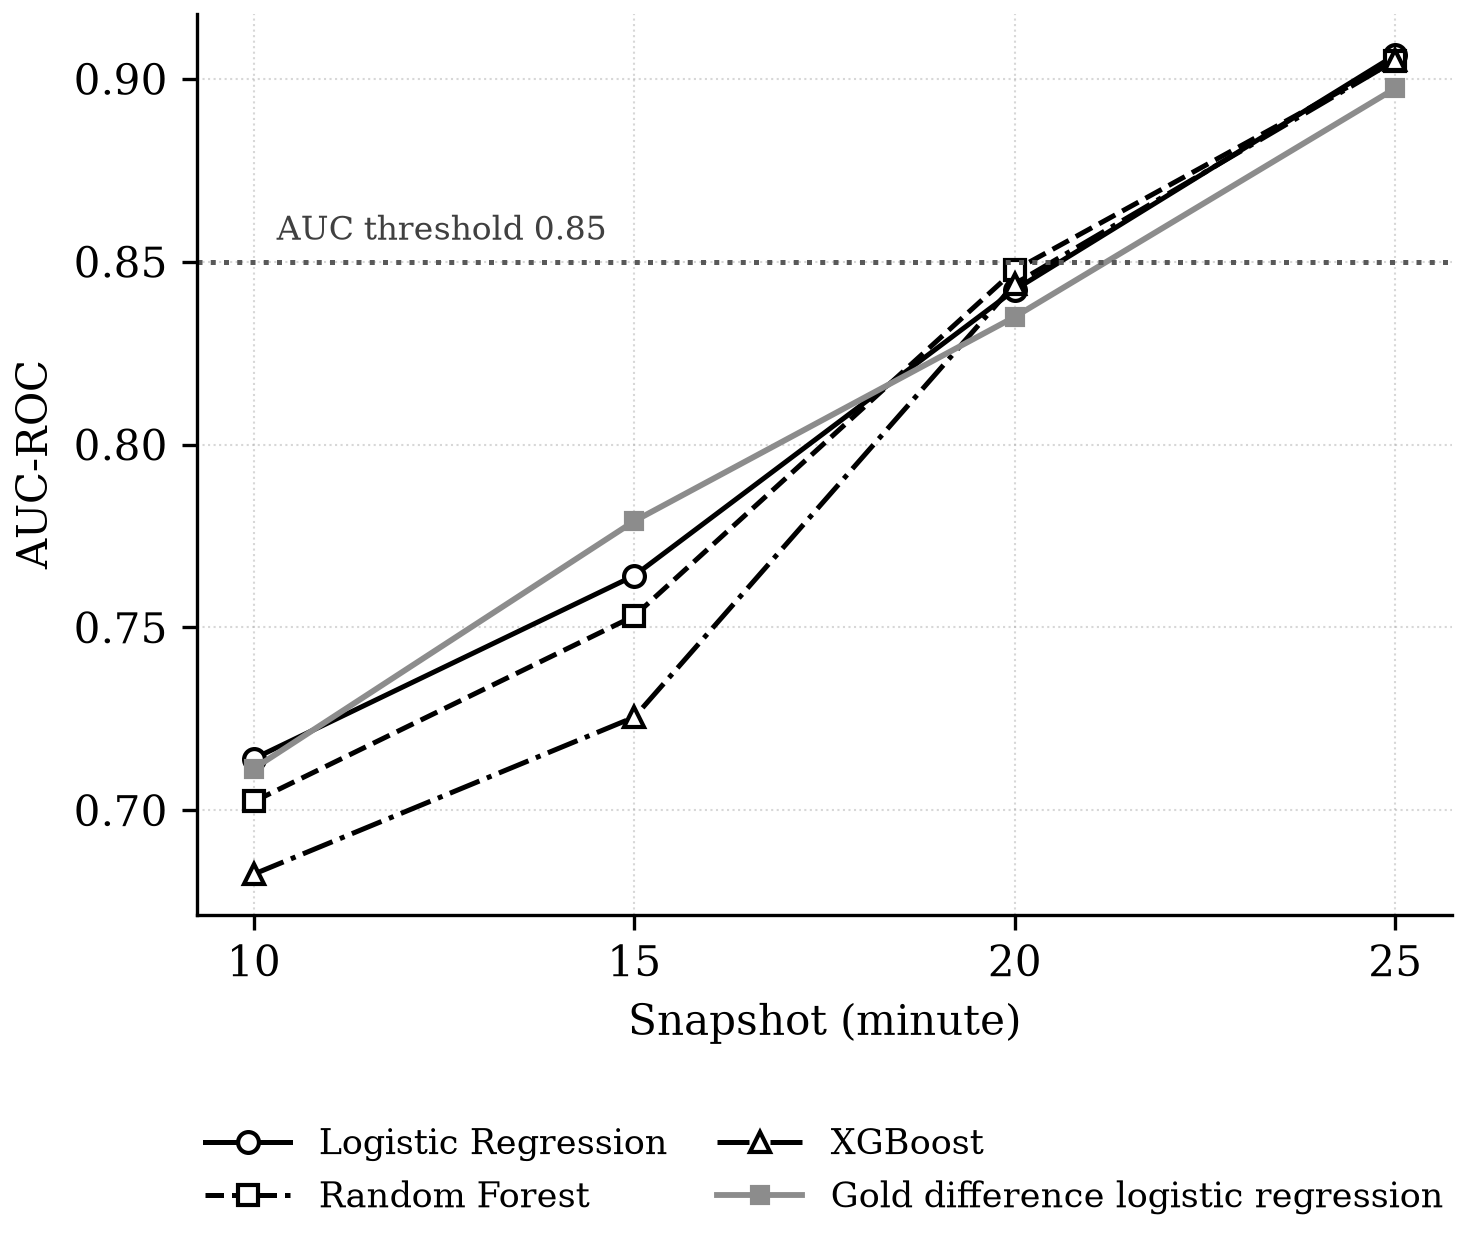 0.90
AUC threshold 0.85
0.85
0.80
AUC-ROC
0.75
0.70
10 15 20 25
Snapshot (minute)
Logistic Regression XGBoost
Random Forest Gold difference logistic regression